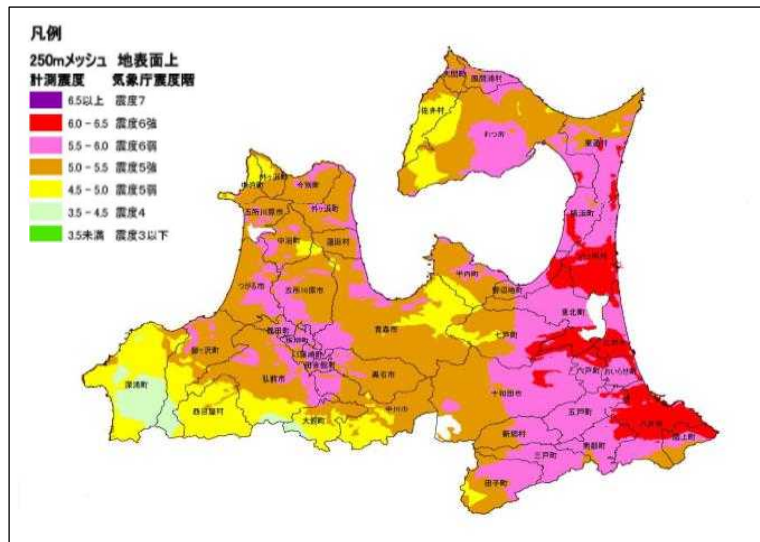 凡例
250mメッシュ 地表面上
計測震度 気象庁震度階
6.5以上 震度7
6.0 - 6.5 震度6強
5.5 - 6.0 震度6弱
5.0 - 5.5 震度5強
4.5 - 5.0 震度5弱
3.5 - 4.5 震度4
3.5未満 震度3以下
大間町
風間浦村
佐井村
むつ市
東通村
外ヶ浜町
中泊町
今別町
五所川原市
外ヶ浜町
横浜町
中泊町
蓬田村
平内町
野辺地町
東北町
つがる市
五所川原市
青森市
七戸町
鶴田町
板柳町
藤崎町
田舎館村
鰺ヶ沢町
六戸町
おいらせ町
深浦町
弘前市
黒石市
十和田市
西目屋村
大鰐町
平川市
五戸町
八戸市
新郷村
南部町
階上町
三戸町
田子町